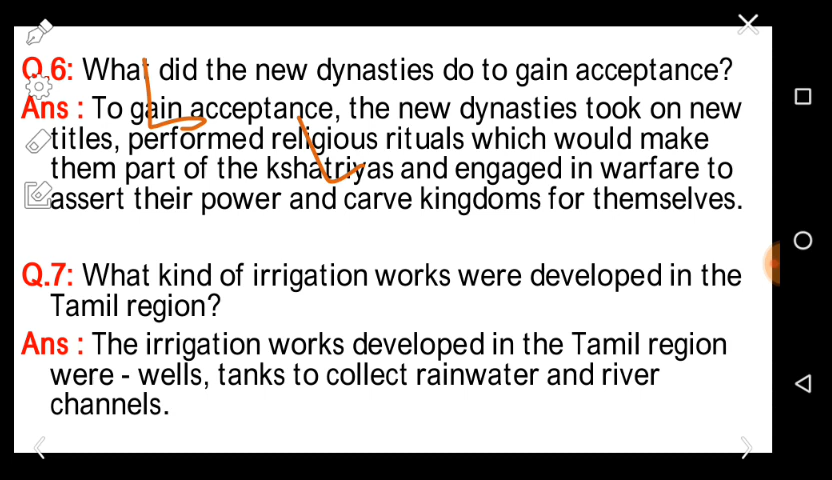 Q.6: What did the new dynasties do to gain acceptance?
Ans : To gain acceptance, the new dynasties took on new
titles, performed religious rituals which would make
them part of the kshatriyas and engaged in warfare to
assert their power and carve kingdoms for themselves.
Q.7: What kind of irrigation works were developed in the
Tamil region?
Ans : The irrigation works developed in the Tamil region
were - wells, tanks to collect rainwater and river
channels.